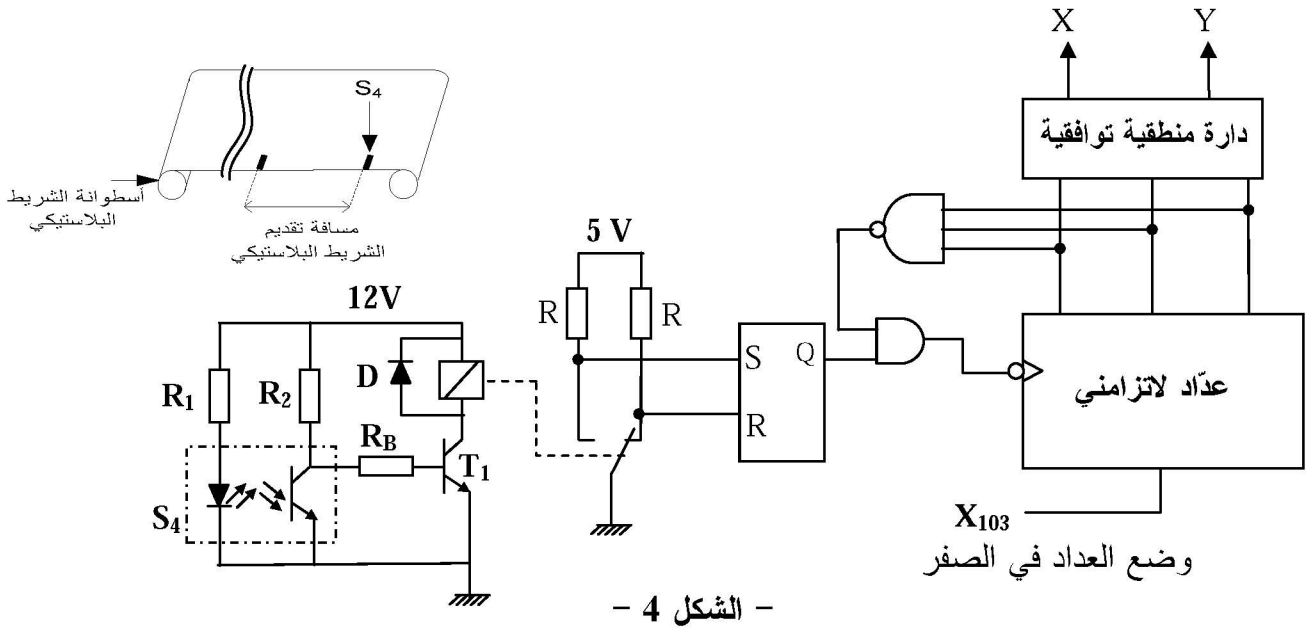 X
Y
دارة منطقية توافقية
S4
أسطوانة الشريط
البلاستيكي
مسافة تقديم
الشريط البلاستيكي
5 V
12V
R
R
S
Q
R
عدّاد لاتزامني
D
R1
R2
RB
T1
S4
X103
وضع العداد في الصفر
- الشكل 4 -